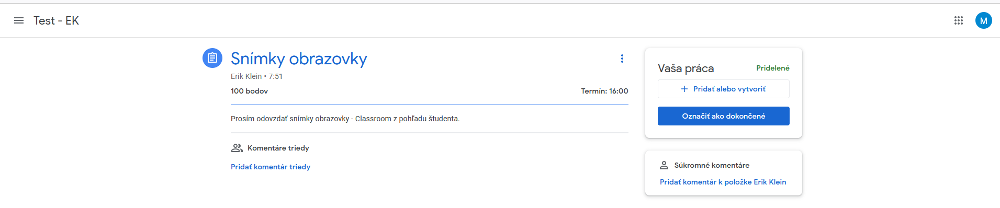 Test - EK
M
Snímky obrazovky
Erik Klein • 7:51
100 bodov
Termín: 16:00
Prosím odovzdať snímky obrazovky - Classroom z pohľadu študenta.
Komentáre triedy
Pridať komentár triedy
Vaša práca
Pridelené
+ Pridať alebo vytvoriť
Označiť ako dokončené
Súkromné komentáre
Pridať komentár k položke Erik Klein